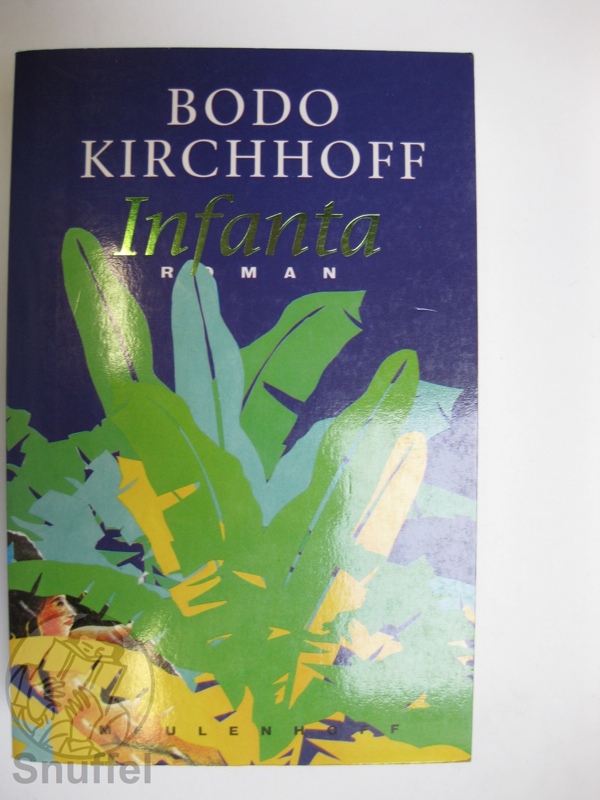 BODO
KIRCHHOFF
Infanta
ROMAN
MEULENHOFF
Snuffel